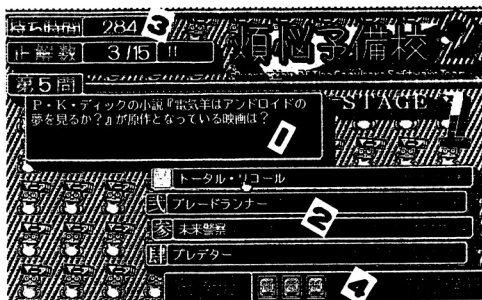 持ち時間 284 3
正解数 3/15 !!
煩悩予備校
第5問
P・K・ディックの小説『電気羊はアンドロイドの
夢を見るか?』が原作となっている映画は?
STAGE 1
1
トータル・リコール
弐 ブレードランナー
2
参 未来警察
肆 プレデター
4